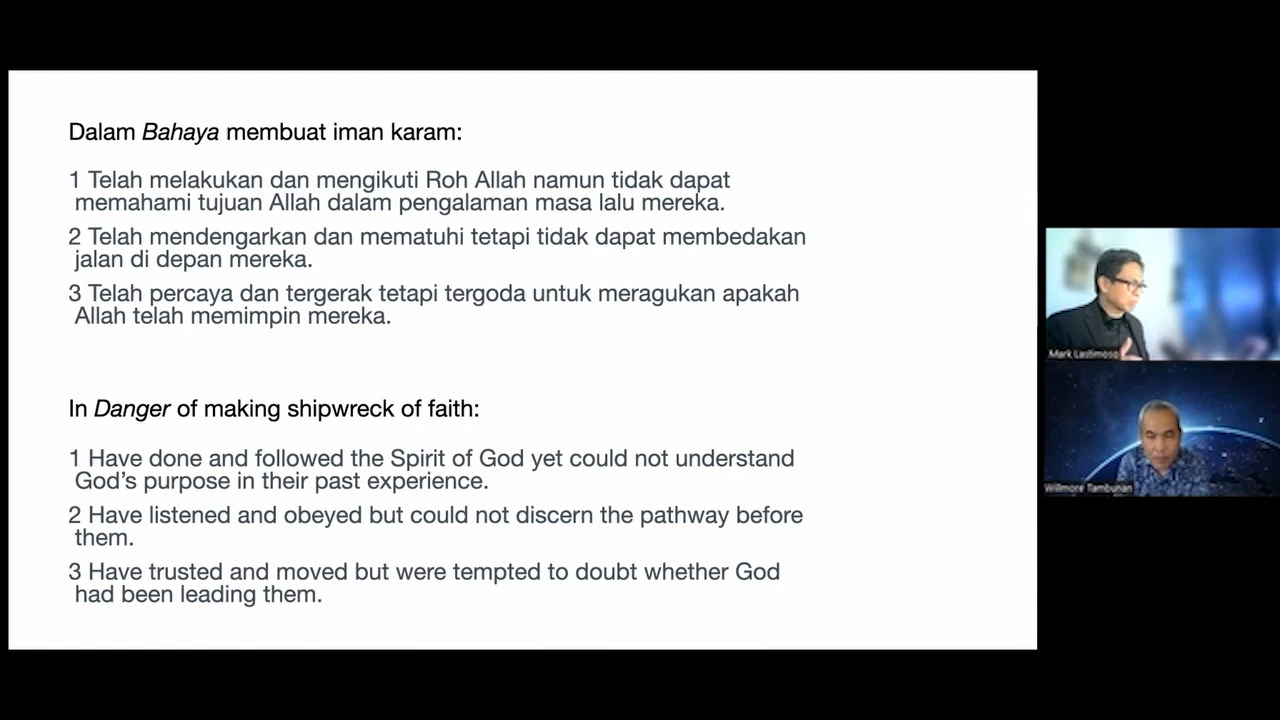 Dalam Bahaya membuat iman karam:
1 Telah melakukan dan mengikuti Roh Allah namun tidak dapat
memahami tujuan Allah dalam pengalaman masa lalu mereka.
2 Telah mendengarkan dan mematuhi tetapi tidak dapat membedakan
jalan di depan mereka.
3 Telah percaya dan tergerak tetapi tergoda untuk meragukan apakah
Allah telah memimpin mereka.
In Danger of making shipwreck of faith:
1 Have done and followed the Spirit of God yet could not understand
God’s purpose in their past experience.
2 Have listened and obeyed but could not discern the pathway before
them.
3 Have trusted and moved but were tempted to doubt whether God
had been leading them.
Mark Lastimoso
Willmore Tambunan